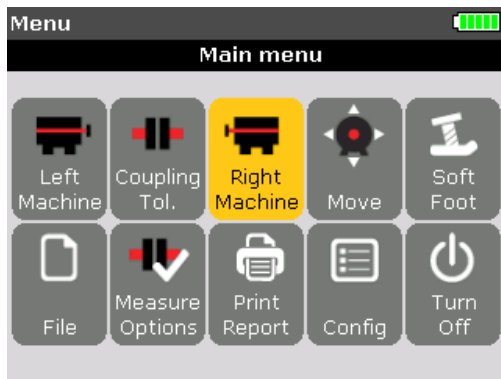 Menu
Main menu
Left Machine
Coupling Tol.
Right Machine
Move
Soft Foot
File
Measure Options
Print Report
Config
Turn Off